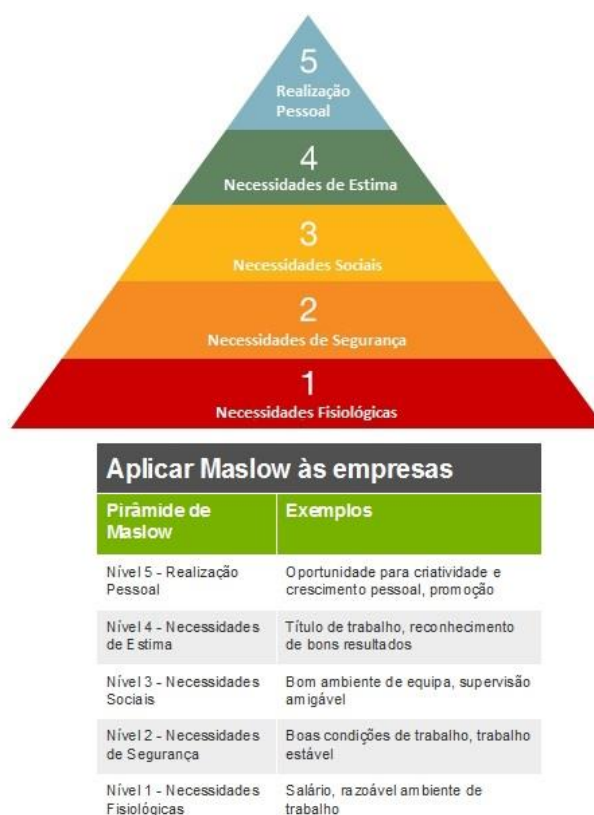 5
Realização
Pessoal
4
Necessidades de Estima
3
Necessidades Sociais
2
Necessidades de Segurança
1
Necessidades Fisiológicas
Aplicar Maslow às empresas
Pirâmide de
Maslow
Exemplos
Nível 5 - Realização
Pessoal
Oportunidade para criatividade e
crescimento pessoal, promoção
Nível 4 - Necessidades
de Estima
Título de trabalho, reconhecimento
de bons resultados
Nível 3 - Necessidades
Sociais
Bom ambiente de equipa, supervisão
amigável
Nível 2 - Necessidades
de Segurança
Boas condições de trabalho, trabalho
estável
Nível 1 - Necessidades
Fisiológicas
Salário, razoável ambiente de
trabalho